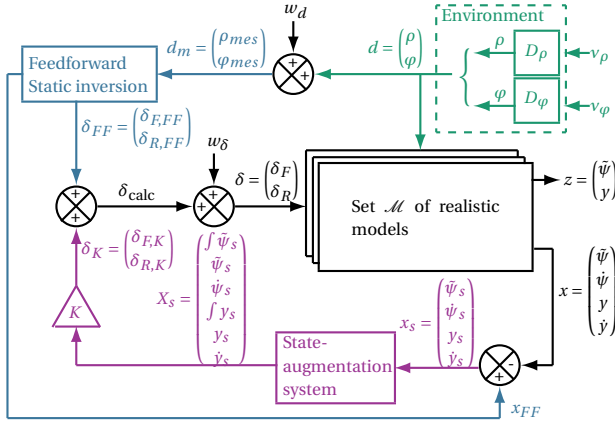 Environment
w_d
d_m = (ρ_mes
φ_mes)
d = (ρ
φ)
ρ D_ρ ν_ρ
φ D_φ ν_φ
Feedforward
Static inversion
+ +
δ_FF = (δ_F,FF
δ_R,FF)
w_δ
δ_calc
δ = (δ_F
δ_R)
+ +
+ +
Set ℳ of realistic
models
z = (ψ̃
y)
δ_K = (δ_F,K
δ_R,K)
X_s = (∫ψ̃_s
ψ̃_s
ψ̇_s
∫y_s
y_s
ẏ_s)
x = (ψ̃
ψ̇
y
ẏ)
K
x_s = (ψ̃_s
ψ̇_s
y_s
ẏ_s)
State-
augmentation
system
- +
x_FF